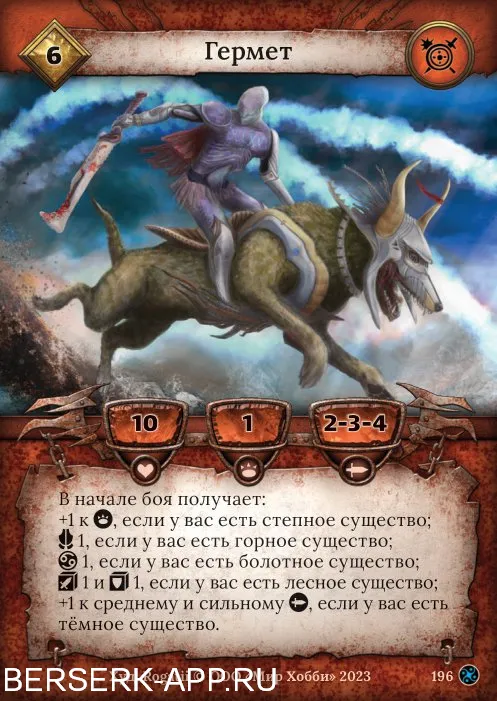 6
Гермет
10
1
2-3-4
В начале боя получает:
+1 к , если у вас есть степное существо;
1, если у вас есть горное существо;
1, если у вас есть болотное существо;
1 и 1, если у вас есть лесное существо;
+1 к среднему и сильному , если у вас есть
тёмное существо.
© ООО «Мир Хобби» 2023
196
BERSERK-APP.RU